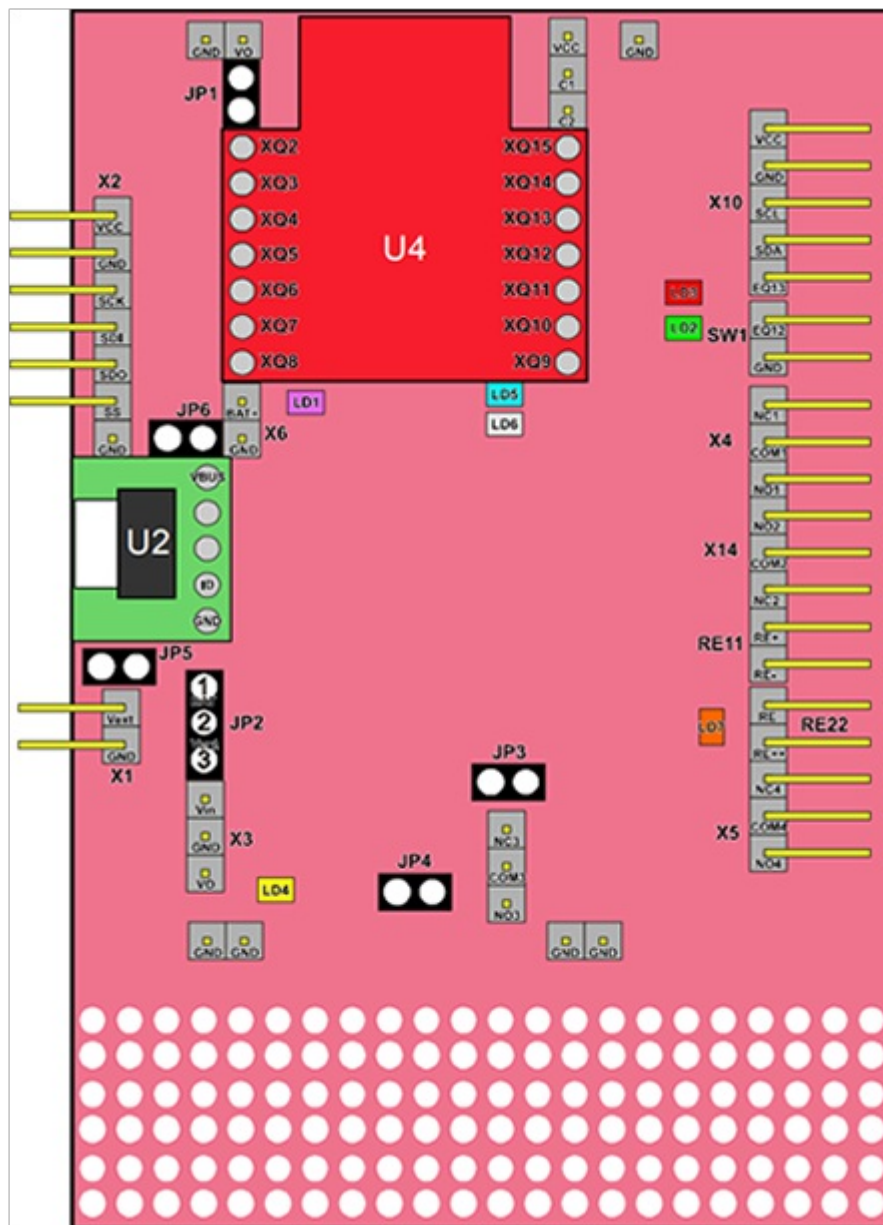 GND VO
VCC
C1
C2
GND
JP1
XQ2
XQ3
XQ4
XQ5
XQ6
XQ7
XQ8
U4
XQ15
XQ14
XQ13
XQ12
XQ11
XQ10
XQ9
X2
VCC
GND
SCK
SDI
SDO
SS
GND
JP6
BAT+
GND
X6
LD1
LD5
LD6
LD3
LD2
X10
VCC
GND
SCL
SDA
EQ13
SW1
EQ12
GND
X4
NC1
COM1
NO1
X14
NO2
COM2
NC2
RE11
RE+
RE-
RE
RE++
RE22
X5
NC4
COM4
NO4
U2
VBUS
ID
GND
JP5
Vext
GND
X1
1
2
3
JP2
Vin
GND
VO
X3
LD4
JP3
NC3
COM3
NO3
JP4
GND GND
GND GND